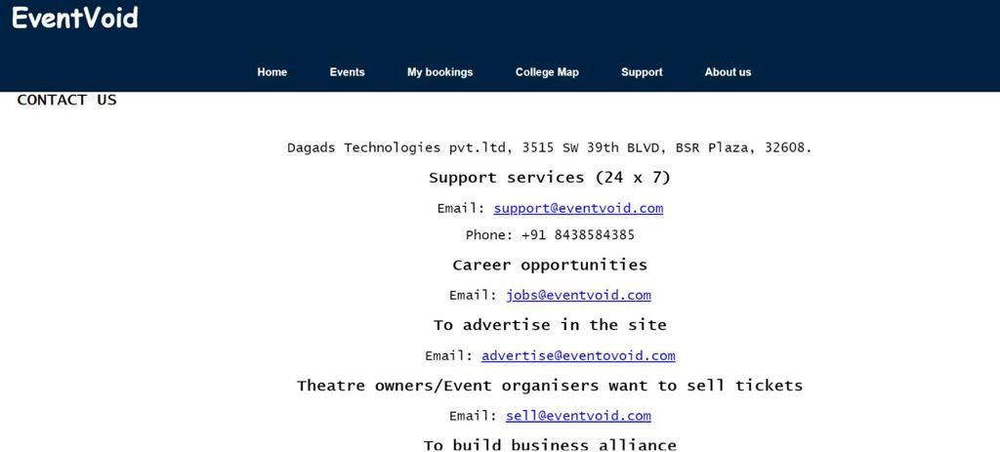 EventVoid
Home Events My bookings College Map Support About us
CONTACT US
Dagads Technologies pvt.ltd, 3515 SW 39th BLVD, BSR Plaza, 32608.
Support services (24 x 7)
Email: support@eventvoid.com
Phone: +91 8438584385
Career opportunities
Email: jobs@eventvoid.com
To advertise in the site
Email: advertise@eventovoid.com
Theatre owners/Event organisers want to sell tickets
Email: sell@eventvoid.com
To build business alliance